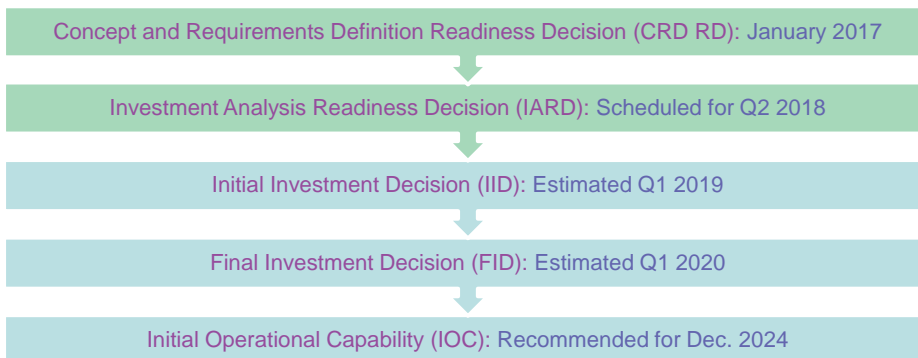 Concept and Requirements Definition Readiness Decision (CRD RD): January 2017
Investment Analysis Readiness Decision (IARD): Scheduled for Q2 2018
Initial Investment Decision (IID): Estimated Q1 2019
Final Investment Decision (FID): Estimated Q1 2020
Initial Operational Capability (IOC): Recommended for Dec. 2024